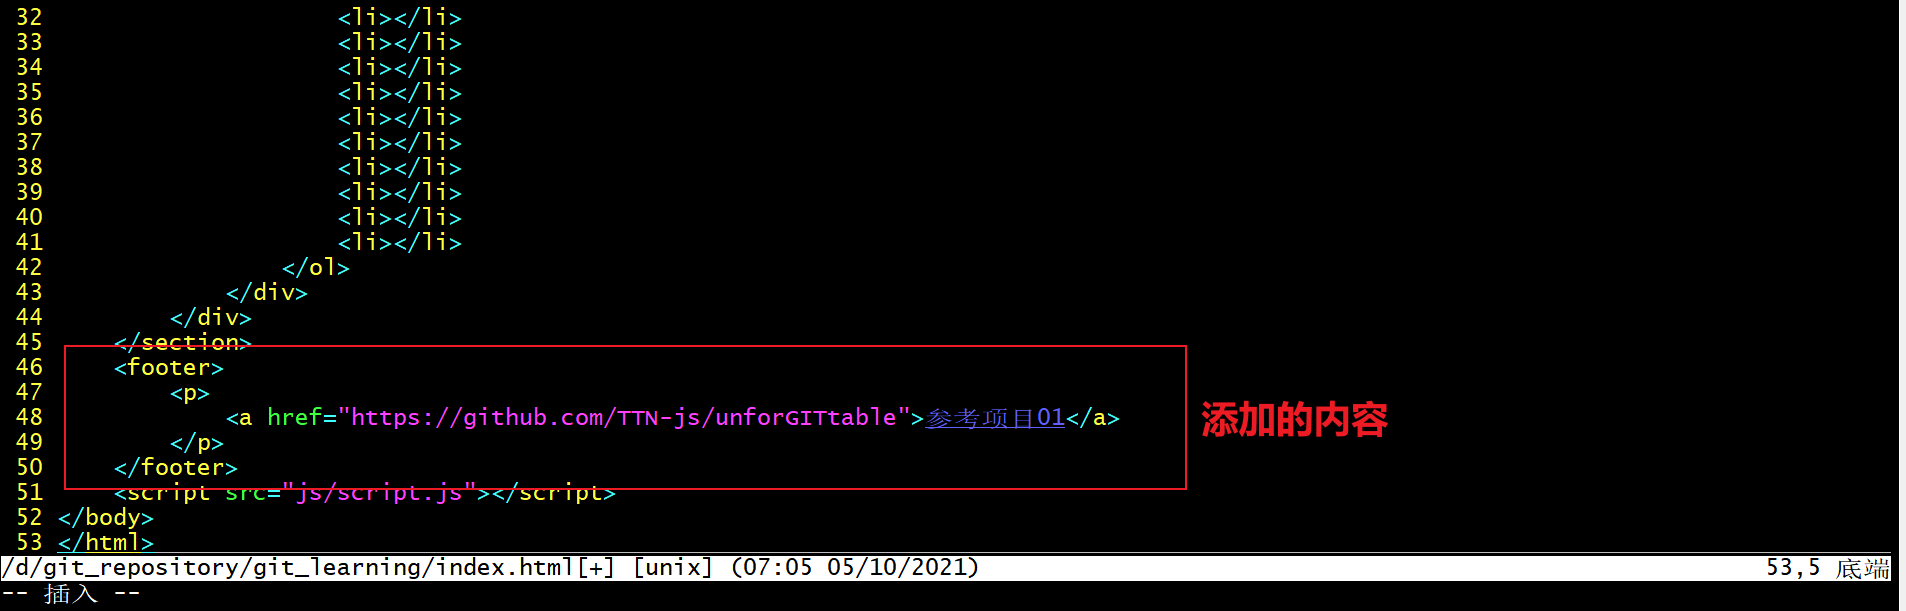 32                     <li></li>
33                     <li></li>
34                     <li></li>
35                     <li></li>
36                     <li></li>
37                     <li></li>
38                     <li></li>
39                     <li></li>
40                     <li></li>
41                     <li></li>
42                 </ol>
43             </div>
44         </div>
45     </section>
46     <footer>
47         <p>
48             <a href="https://github.com/TTN-js/unforGITtable">参考项目01</a> 添加的内容
49         </p>
50     </footer>
51     <script src="js/script.js"></script>
52 </body>
53 </html>
/d/git_repository/git_learning/index.html[+] [unix] (07:05 05/10/2021) 53,5 底端
-- 插入 --